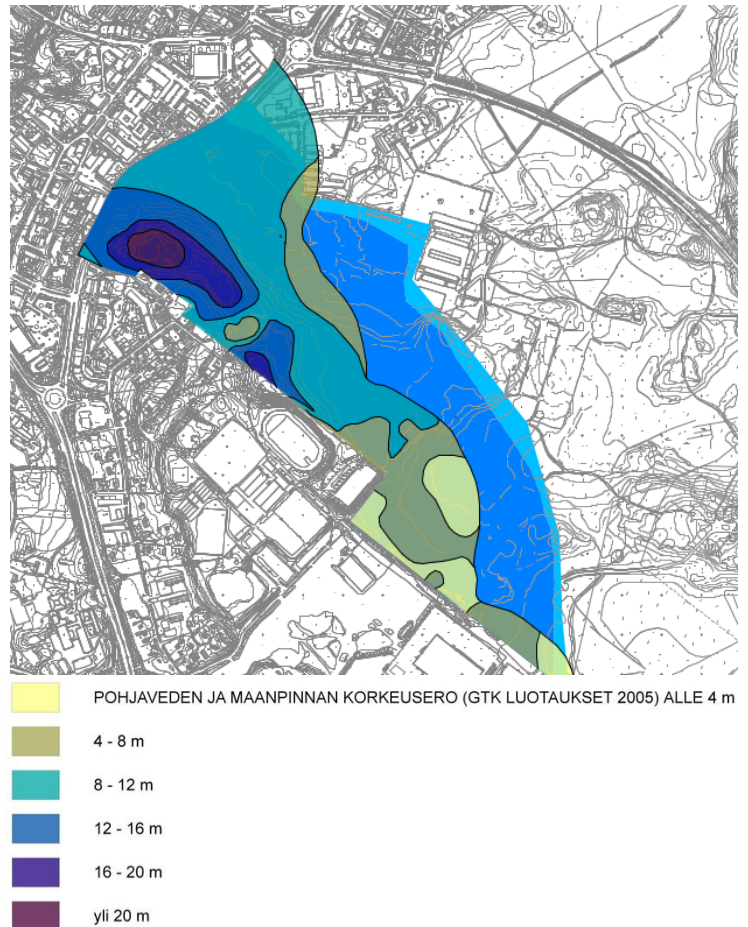 POHJAVEDEN JA MAANPINNAN KORKEUSERO (GTK LUOTAUKSET 2005) ALLE 4 m
4 - 8 m
8 - 12 m
12 - 16 m
16 - 20 m
yli 20 m